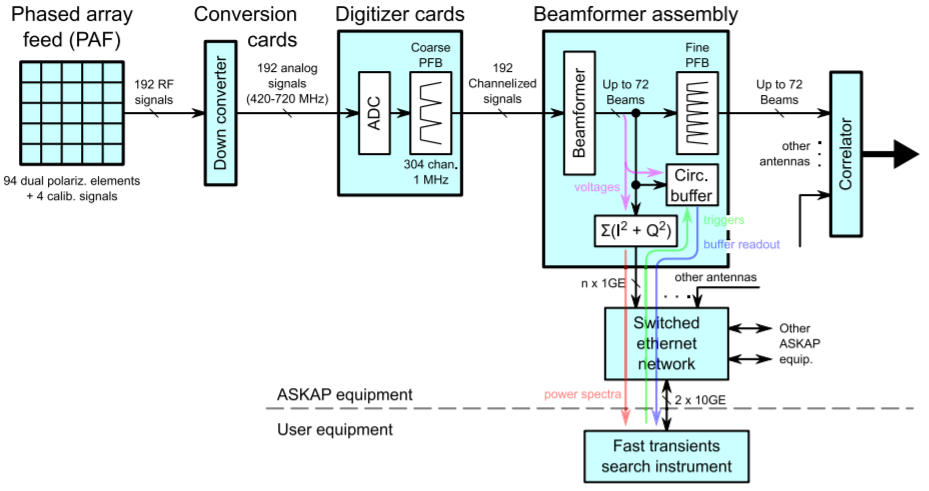 Phased array
feed (PAF)
Conversion
cards
Digitizer cards
Beamformer assembly
192 RF
signals
Down converter
192 analog
signals
(420-720 MHz)
ADC
Coarse
PFB
304 chan.
1 MHz
192
Channelized
signals
Beamformer
Up to 72
Beams
Fine
PFB
Up to 72
Beams
other
antennas
Correlator
94 dual polariz. elements
+ 4 calib. signals
voltages
Circ.
buffer
triggers
Σ(I² + Q²)
buffer readout
n x 1GE
other antennas
Switched
ethernet
network
Other
ASKAP
equip.
ASKAP equipment
power spectra
2 x 10GE
User equipment
Fast transients
search instrument